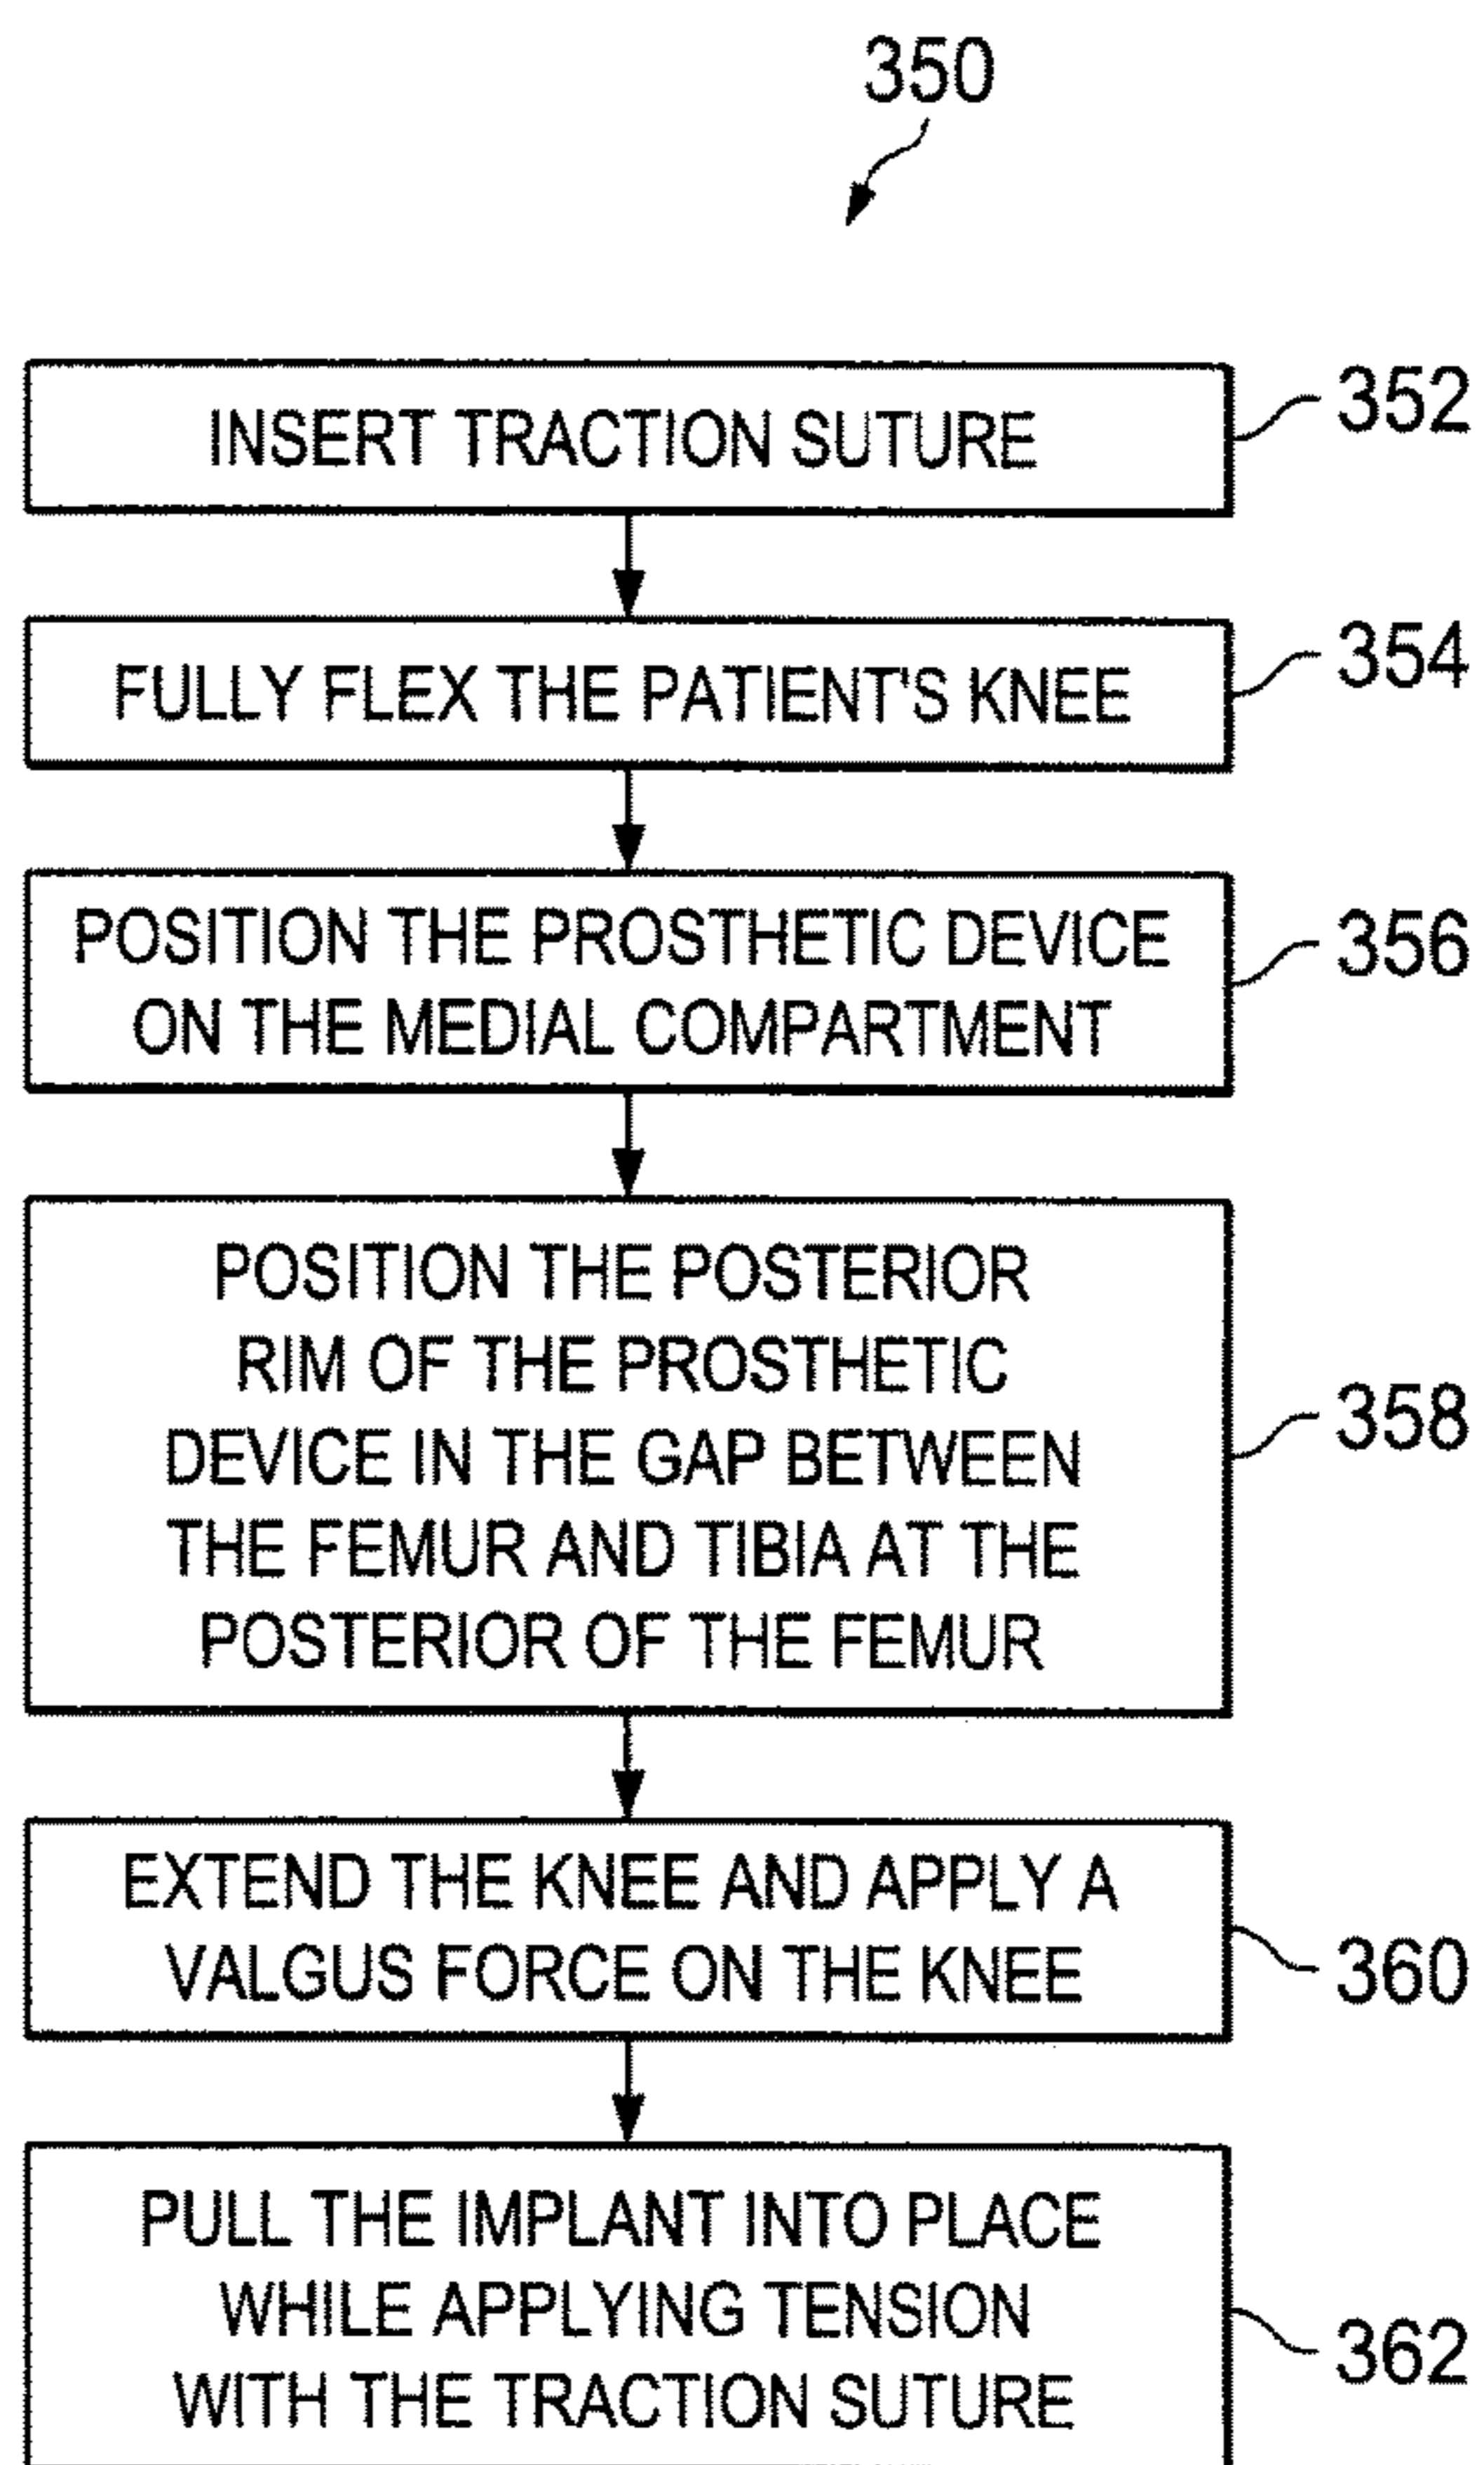 350
INSERT TRACTION SUTURE
352
FULLY FLEX THE PATIENT'S KNEE
354
POSITION THE PROSTHETIC DEVICE
ON THE MEDIAL COMPARTMENT
356
POSITION THE POSTERIOR
RIM OF THE PROSTHETIC
DEVICE IN THE GAP BETWEEN
THE FEMUR AND TIBIA AT THE
POSTERIOR OF THE FEMUR
358
EXTEND THE KNEE AND APPLY A
VALGUS FORCE ON THE KNEE
360
PULL THE IMPLANT INTO PLACE
WHILE APPLYING TENSION
WITH THE TRACTION SUTURE
362